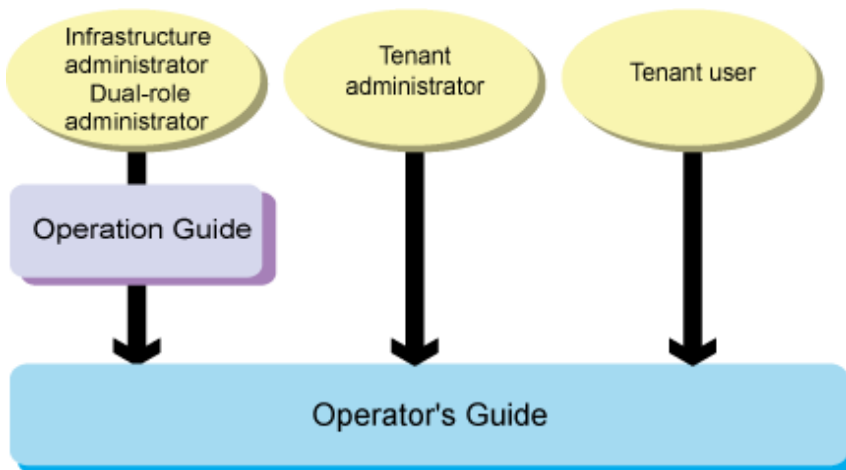 Infrastructure
administrator
Dual-role
administrator
Tenant
administrator
Tenant user
Operation Guide
Operator's Guide